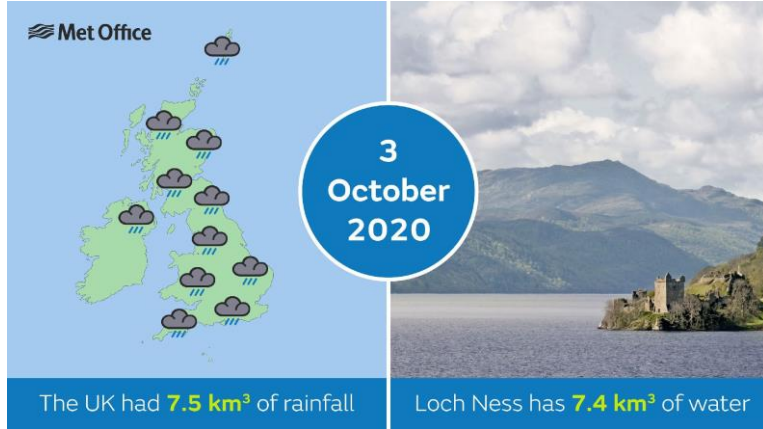 Met Office
3
October
2020
The UK had 7.5 km³ of rainfall
Loch Ness has 7.4 km³ of water